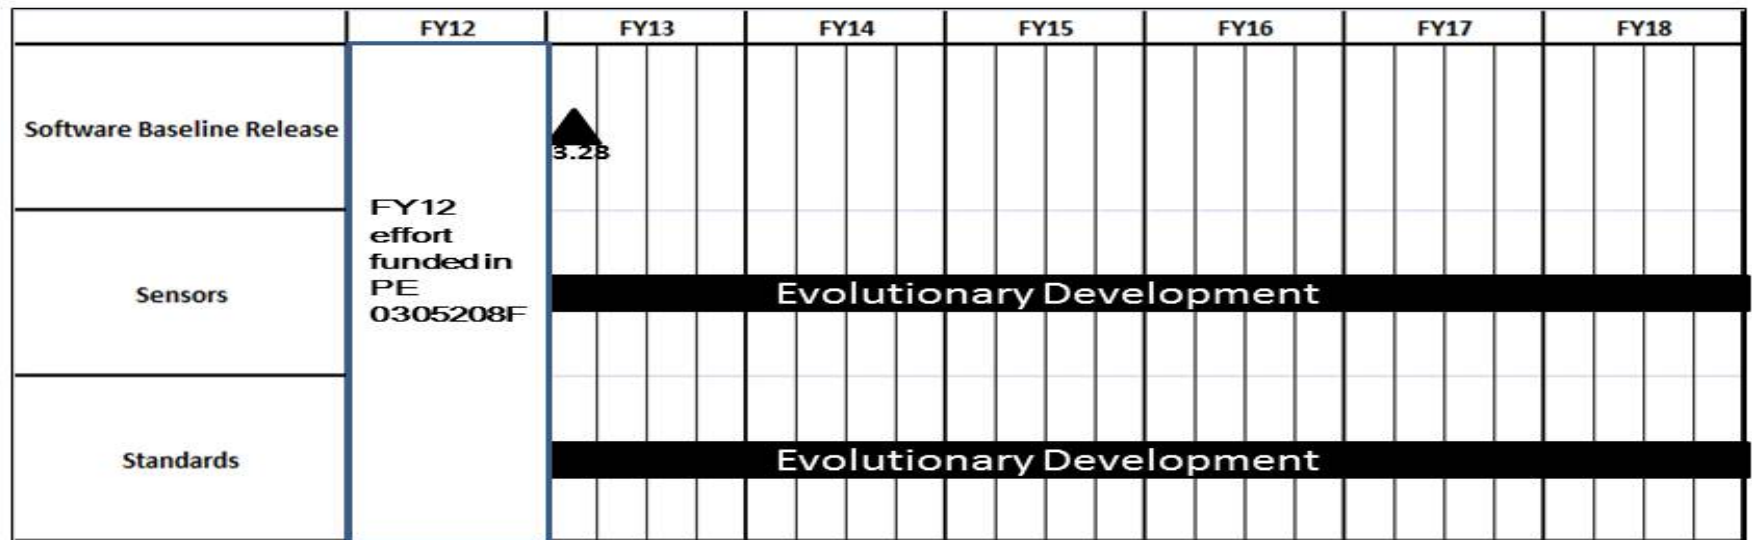 FY12 FY13 FY14 FY15 FY16 FY17 FY18
Software Baseline Release
3.28
FY12
effort
funded in
PE
0305208F
Sensors
Evolutionary Development
Standards
Evolutionary Development